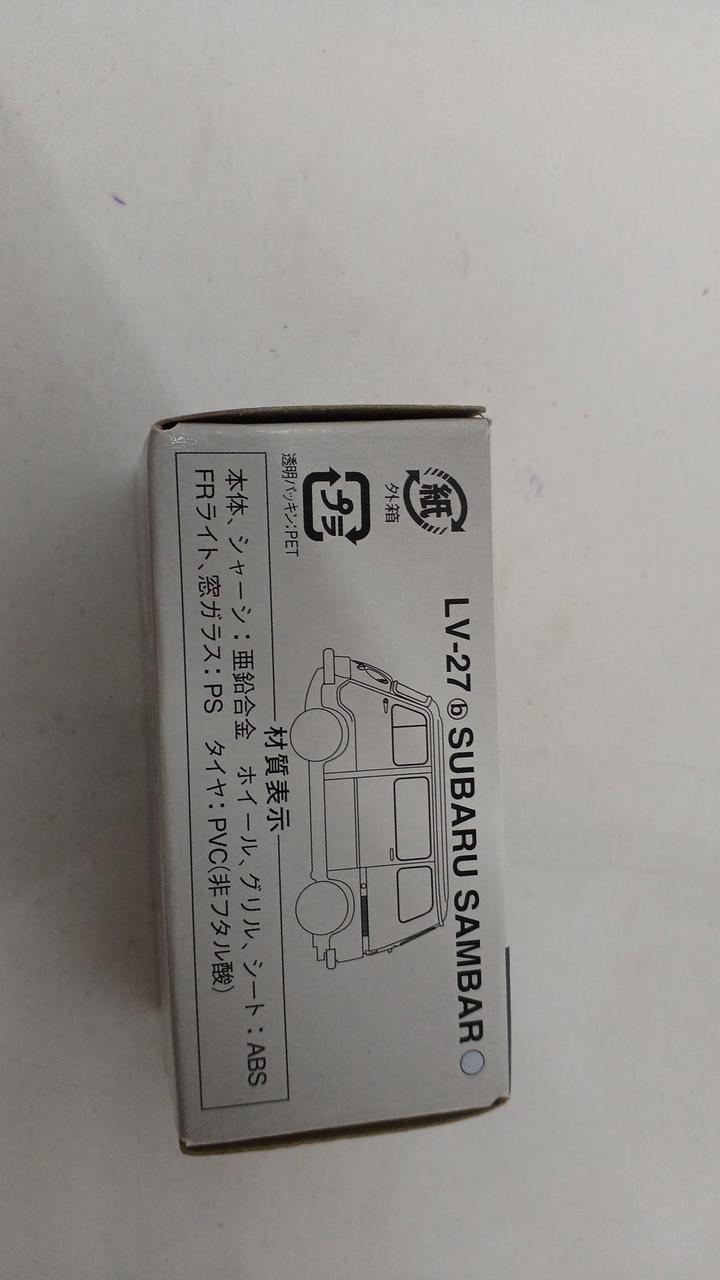 LV-27 ⓑ SUBARU SAMBAR
紙
外箱
プラ
透明パッキン:PET
材質表示
本体、シャーシ:亜鉛合金 ホイール、グリル、シート:ABS
FRライト、窓ガラス:PS タイヤ:PVC(非フタル酸)